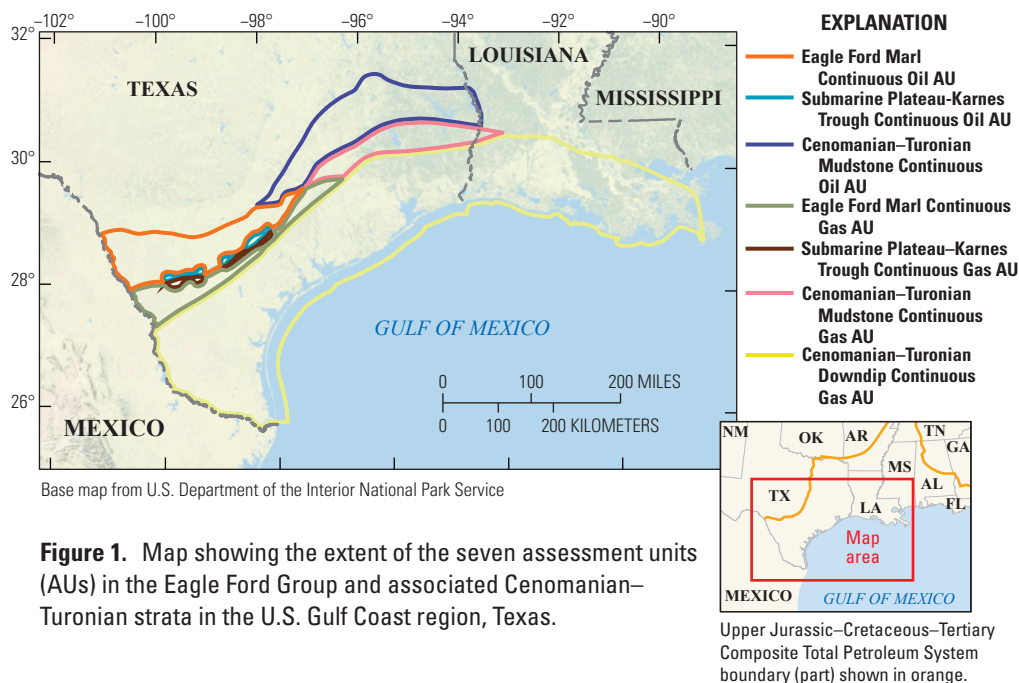 −102°
−100°
−98°
−96°
−94°
−92°
−90°
32°
30°
28°
26°
TEXAS
LOUISIANA
MISSISSIPPI
GULF OF MEXICO
MEXICO
0 100 200 MILES
0 100 200 KILOMETERS
EXPLANATION
Eagle Ford Marl
Continuous Oil AU
Submarine Plateau-Karnes
Trough Continuous Oil AU
Cenomanian–Turonian
Mudstone Continuous
Oil AU
Eagle Ford Marl Continuous
Gas AU
Submarine Plateau–Karnes
Trough Continuous Gas AU
Cenomanian–Turonian
Mudstone Continuous
Gas AU
Cenomanian–Turonian
Downdip Continuous
Gas AU
Base map from U.S. Department of the Interior National Park Service
Figure 1. Map showing the extent of the seven assessment units
(AUs) in the Eagle Ford Group and associated Cenomanian–
Turonian strata in the U.S. Gulf Coast region, Texas.
NM
OK
AR
TN
GA
MS
AL
TX
LA
FL
Map
area
MEXICO
GULF OF MEXICO
Upper Jurassic–Cretaceous–Tertiary
Composite Total Petroleum System
boundary (part) shown in orange.